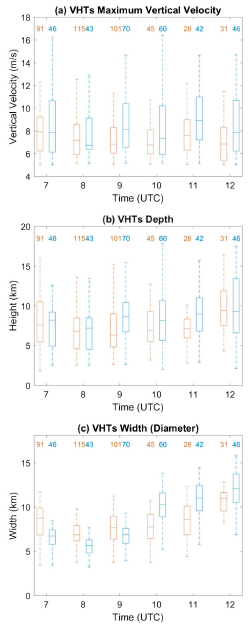 (a) VHTs Maximum Vertical Velocity
18
91 46 115 43 101 70 45 60 28 42 31 46
16
14
12
10
8
6
4
Vertical Velocity (m/s)
7 8 9 10 11 12
Time (UTC)
(b) VHTs Depth
20
91 46 115 43 101 70 45 60 28 42 31 46
15
10
5
0
Height (km)
7 8 9 10 11 12
Time (UTC)
(c) VHTs Width (Diameter)
91 46 115 43 101 70 45 60 28 42 31 46
15
10
5
0
Width (km)
7 8 9 10 11 12
Time (UTC)